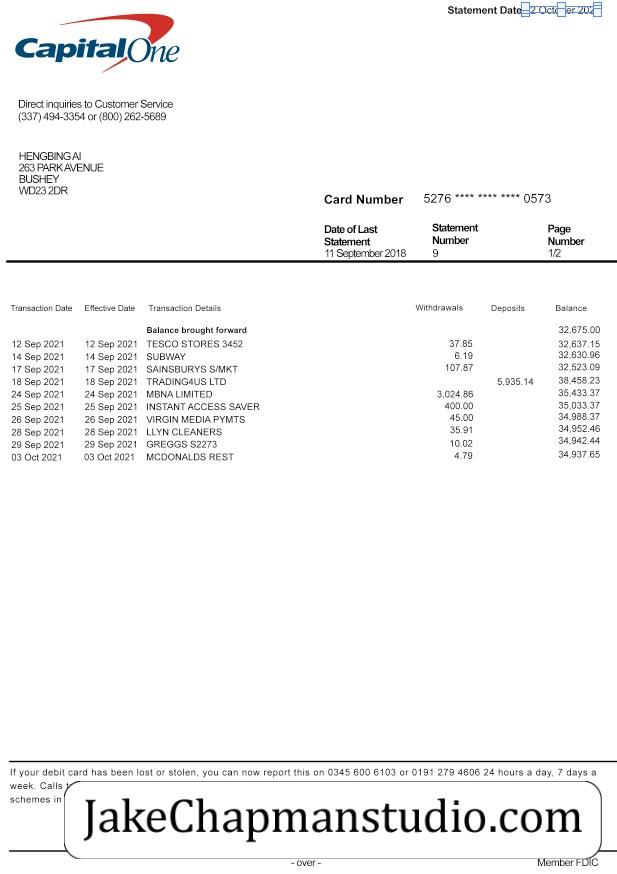 Statement Date 2 October 202
CapitalOne
Direct inquiries to Customer Service
(337) 494-3354 or (800) 262-5689
HENGBING AI
263 PARK AVENUE
BUSHEY
WD23 2DR
Card Number 5276 **** **** **** 0573
Date of Last Statement Statement Number Page Number
11 September 2018 9 1/2
Transaction Date Effective Date Transaction Details Withdrawals Deposits Balance
Balance brought forward 32,675.00
12 Sep 2021 12 Sep 2021 TESCO STORES 3452 37.85 32,637.15
14 Sep 2021 14 Sep 2021 SUBWAY 6.19 32,630.96
17 Sep 2021 17 Sep 2021 SAINSBURYS S/MKT 107.87 32,523.09
18 Sep 2021 18 Sep 2021 TRADING4US LTD 5,935.14 38,458.23
24 Sep 2021 24 Sep 2021 MBNA LIMITED 3,024.86 35,433.37
25 Sep 2021 25 Sep 2021 INSTANT ACCESS SAVER 400.00 35,033.37
26 Sep 2021 26 Sep 2021 VIRGIN MEDIA PYMTS 45.00 34,988.37
28 Sep 2021 28 Sep 2021 LLYN CLEANERS 35.91 34,952.46
29 Sep 2021 29 Sep 2021 GREGGS S2273 10.02 34,942.44
03 Oct 2021 03 Oct 2021 MCDONALDS REST 4.79 34,937.65
If your debit card has been lost or stolen, you can now report this on 0345 600 6103 or 0191 279 4606 24 hours a day, 7 days a
week. Calls
schemes in
JakeChapmanstudio.com
- over - Member FDIC